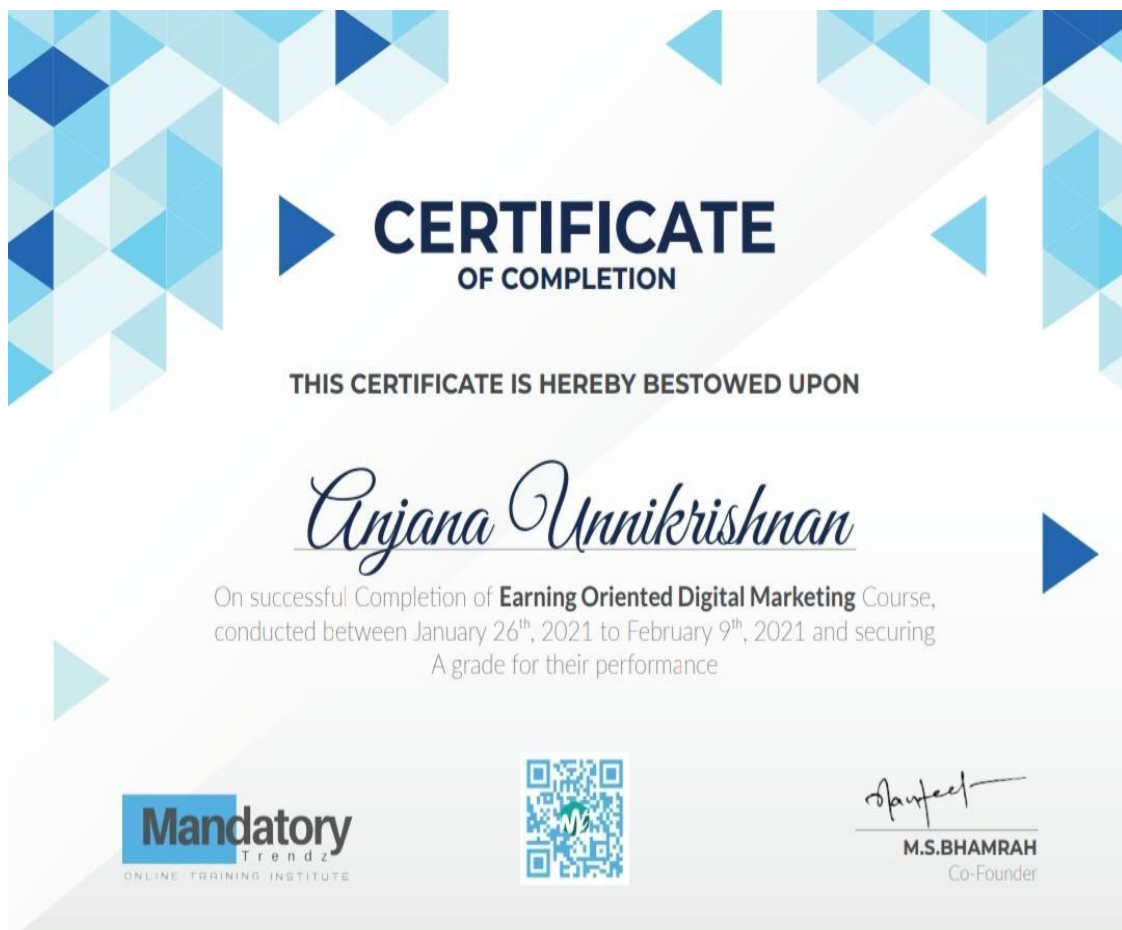 CERTIFICATE
OF COMPLETION
THIS CERTIFICATE IS HEREBY BESTOWED UPON
Anjana Unnikrishnan
On successful Completion of Earning Oriented Digital Marketing Course,
conducted between January 26th, 2021 to February 9th, 2021 and securing
A grade for their performance
Mandatory
Trendz
ONLINE TRAINING INSTITUTE
M.S.BHAMRAH
Co-Founder